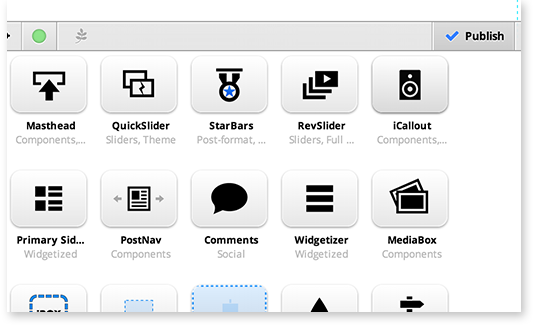 Publish
Masthead QuickSlider StarBars RevSlider iCallout
Components,... Sliders, Theme Post-format, ... Sliders, Full ... Components,...
Primary Sid... PostNav Comments Widgetizer MediaBox
Widgetized Components Social Widgetized Components